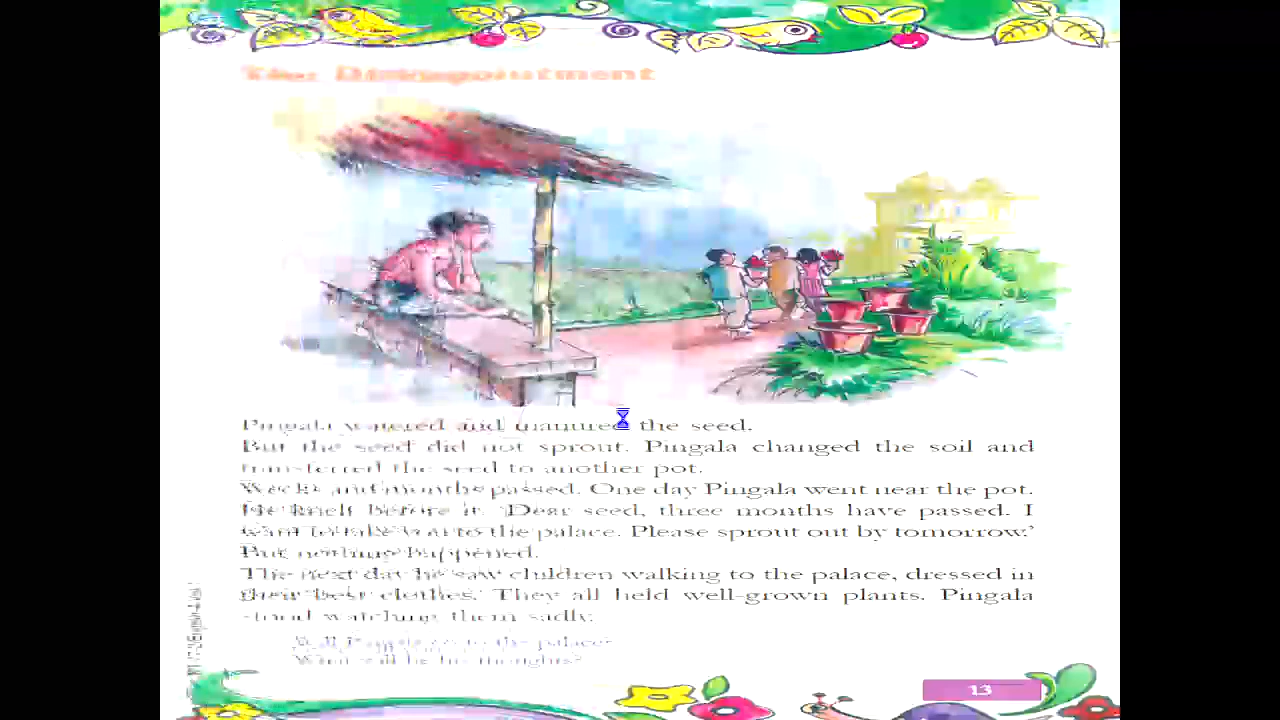 The Disappointment
Pingala watered and manured the seed.
But the seed did not sprout. Pingala changed the soil and
transferred the seed to another pot.
Weeks and months passed. One day Pingala went near the pot.
He knelt before it. 'Dear seed, three months have passed. I
want to take you to the palace. Please sprout out by tomorrow.'
But, nothing happened.
The next day he saw children walking to the palace, dressed in
their best clothes. They all held well-grown plants. Pingala
stood watching them sadly.
Will Pingala go to the palace?
What will be his thoughts?
13